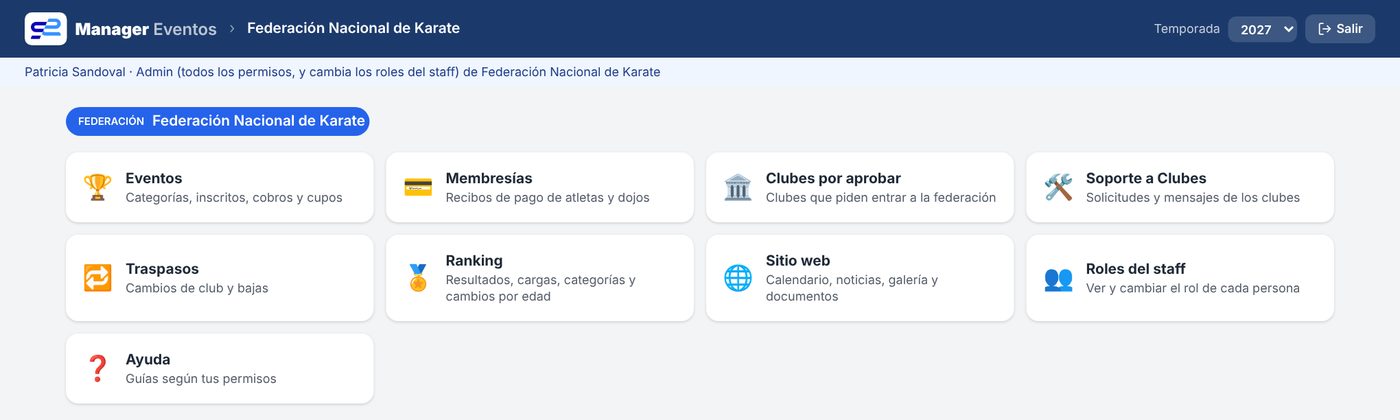 Manager Eventos › Federación Nacional de Karate
Temporada 2027 Salir
Patricia Sandoval · Admin (todos los permisos, y cambia los roles del staff) de Federación Nacional de Karate
FEDERACIÓN Federación Nacional de Karate
Eventos
Categorías, inscritos, cobros y cupos
Membresías
Recibos de pago de atletas y dojos
Clubes por aprobar
Clubes que piden entrar a la federación
Soporte a Clubes
Solicitudes y mensajes de los clubes
Traspasos
Cambios de club y bajas
Ranking
Resultados, cargas, categorías y
cambios por edad
Sitio web
Calendario, noticias, galería y
documentos
Roles del staff
Ver y cambiar el rol de cada persona
Ayuda
Guías según tus permisos